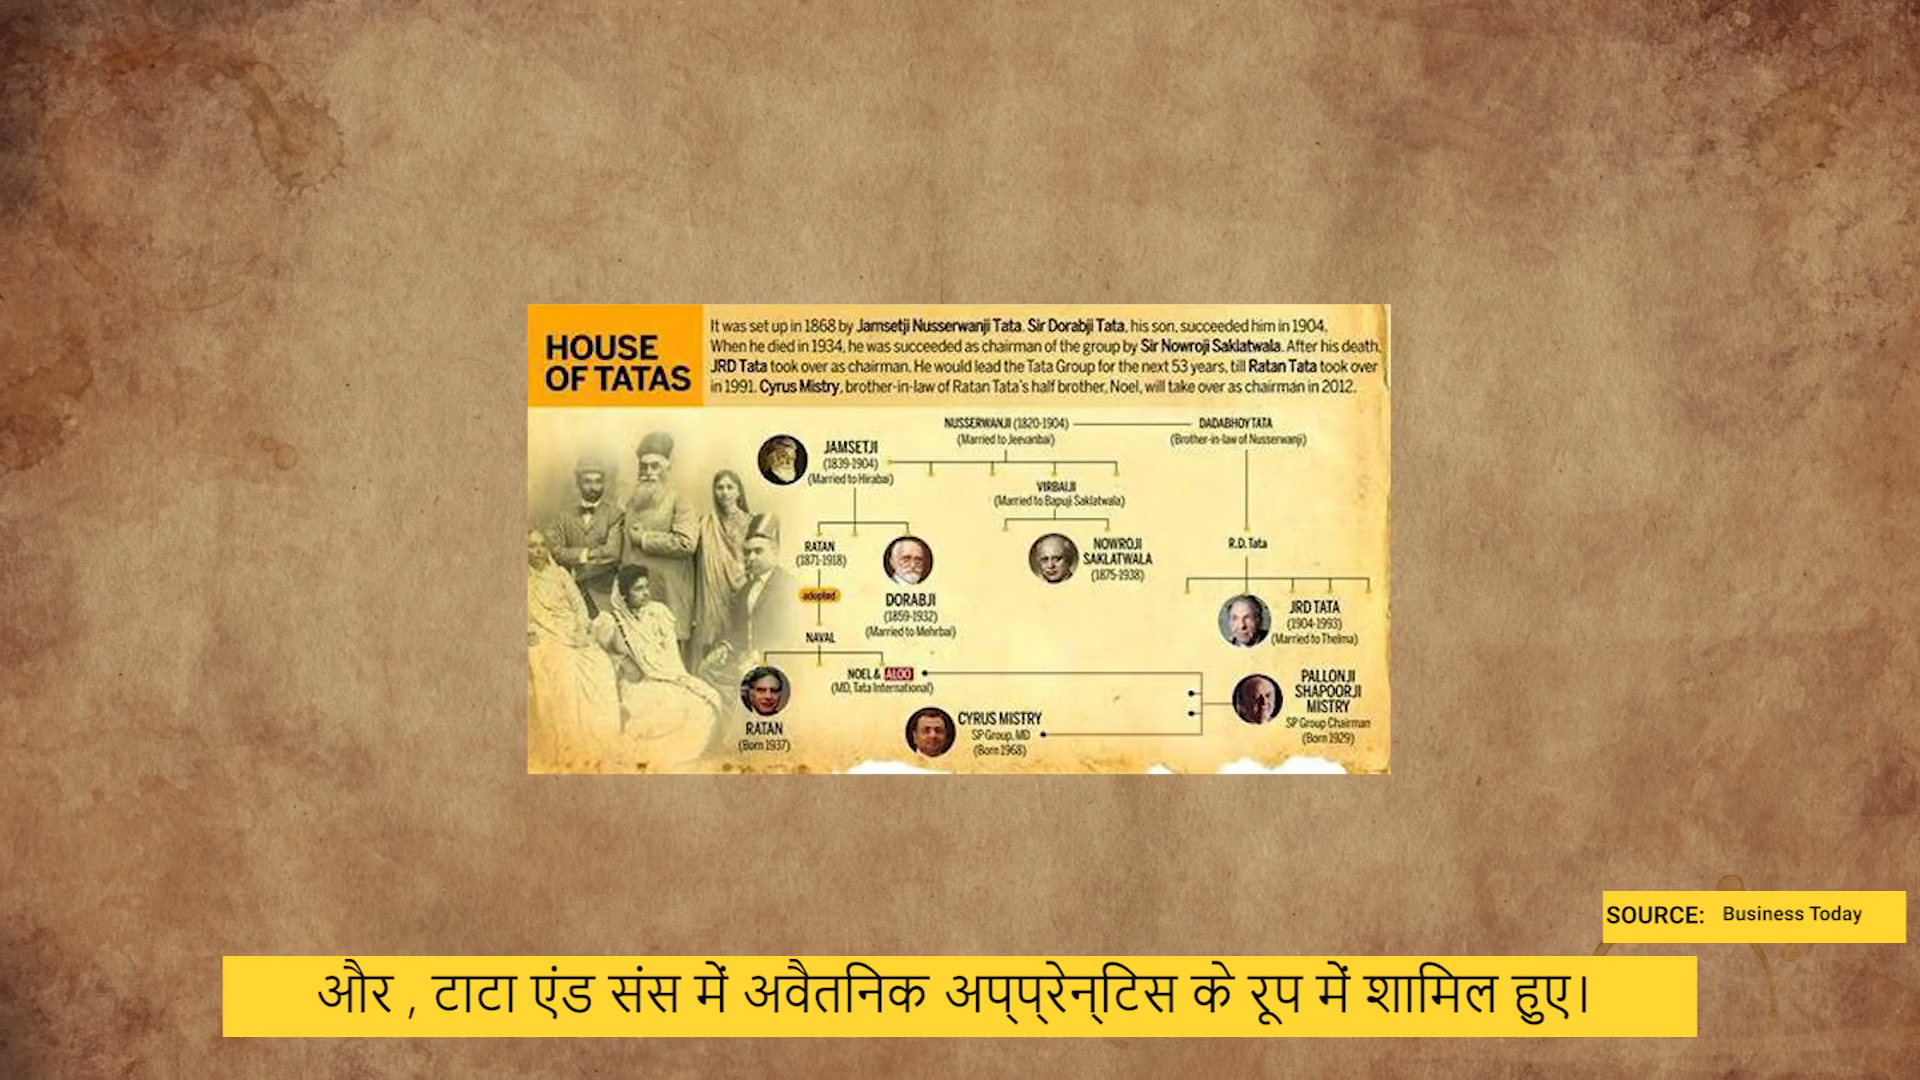 HOUSE
OF TATAS
It was set up in 1868 by Jamsetji Nusserwanji Tata. Sir Dorabji Tata, his son, succeeded him in 1904.
When he died in 1934, he was succeeded as chairman of the group by Sir Nowroji Saklatwala. After his death,
JRD Tata took over as chairman. He would lead the Tata Group for the next 53 years, till Ratan Tata took over
in 1991. Cyrus Mistry, brother-in-law of Ratan Tata's half brother, Noel, will take over as chairman in 2012.
NUSSERWANJI (1820-1904)
(Married to Jeevanbai)
DADABHOY TATA
(Brother-in-law of Nusserwanji)
JAMSETJI
(1839-1904)
(Married to Hirabai)
VIRBAIJI
(Married to Bapuji Saklatwala)
RATAN
(1871-1918)
adopted
NAVAL
DORABJI
(1859-1932)
(Married to Mehrbai)
NOWROJI
SAKLATWALA
(1875-1938)
R.D. Tata
JRD TATA
(1904-1993)
(Married to Thelma)
RATAN
(Born 1937)
NOEL & ALOO
(MD, Tata International)
CYRUS MISTRY
SP Group, MD
(Born 1968)
PALLONJI
SHAPOORJI
MISTRY
SP Group Chairman
(Born 1929)
SOURCE: Business Today
और , टाटा एंड संस में अवैतनिक अप्प्रेन्टिस के रूप में शामिल हुए।